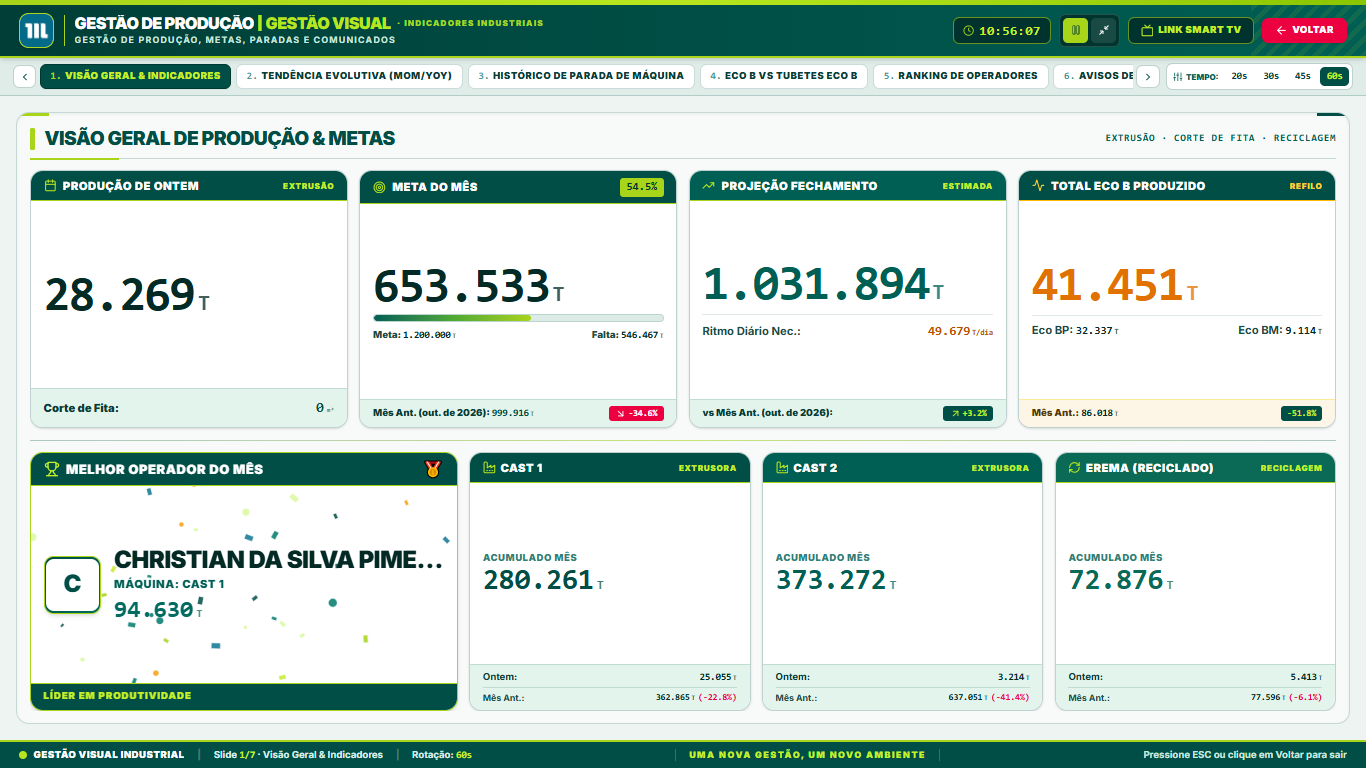 GESTÃO DE PRODUÇÃO | GESTÃO VISUAL · INDICADORES INDUSTRIAIS
GESTÃO DE PRODUÇÃO, METAS, PARADAS E COMUNICADOS
10:56:07
LINK SMART TV
VOLTAR
1. VISÃO GERAL & INDICADORES
2. TENDÊNCIA EVOLUTIVA (MOM/YOY)
3. HISTÓRICO DE PARADA DE MÁQUINA
4. ECO B VS TUBETES ECO B
5. RANKING DE OPERADORES
6. AVISOS DE
TEMPO: 20s 30s 45s 60s
VISÃO GERAL DE PRODUÇÃO & METAS
EXTRUSÃO · CORTE DE FITA · RECICLAGEM
PRODUÇÃO DE ONTEM EXTRUSÃO
28.269 T
Corte de Fita: 0
META DO MÊS 54.5%
653.533 T
Meta: 1.200.000 T Falta: 546.467 T
Mês Ant. (out. de 2026): 999.916 T -34.6%
PROJEÇÃO FECHAMENTO ESTIMADA
1.031.894 T
Ritmo Diário Nec.: 49.679 T/dia
vs Mês Ant. (out. de 2026): +3.2%
TOTAL ECO B PRODUZIDO REFILO
41.451 T
Eco BP: 32.337 T Eco BM: 9.114 T
Mês Ant.: 86.018 T -51.8%
MELHOR OPERADOR DO MÊS
C
CHRISTIAN DA SILVA PIME...
MÁQUINA: CAST 1
94.630 T
LÍDER EM PRODUTIVIDADE
CAST 1 EXTRUSORA
ACUMULADO MÊS
280.261 T
Ontem: 25.055 T
Mês Ant.: 362.865 T (-22.8%)
CAST 2 EXTRUSORA
ACUMULADO MÊS
373.272 T
Ontem: 3.214 T
Mês Ant.: 637.051 T (-41.4%)
EREMA (RECICLADO) RECICLAGEM
ACUMULADO MÊS
72.876 T
Ontem: 5.413 T
Mês Ant.: 77.596 T (-6.1%)
GESTÃO VISUAL INDUSTRIAL | Slide 1/7 · Visão Geral & Indicadores | Rotação: 60s
UMA NOVA GESTÃO, UM NOVO AMBIENTE
Pressione ESC ou clique em Voltar para sair